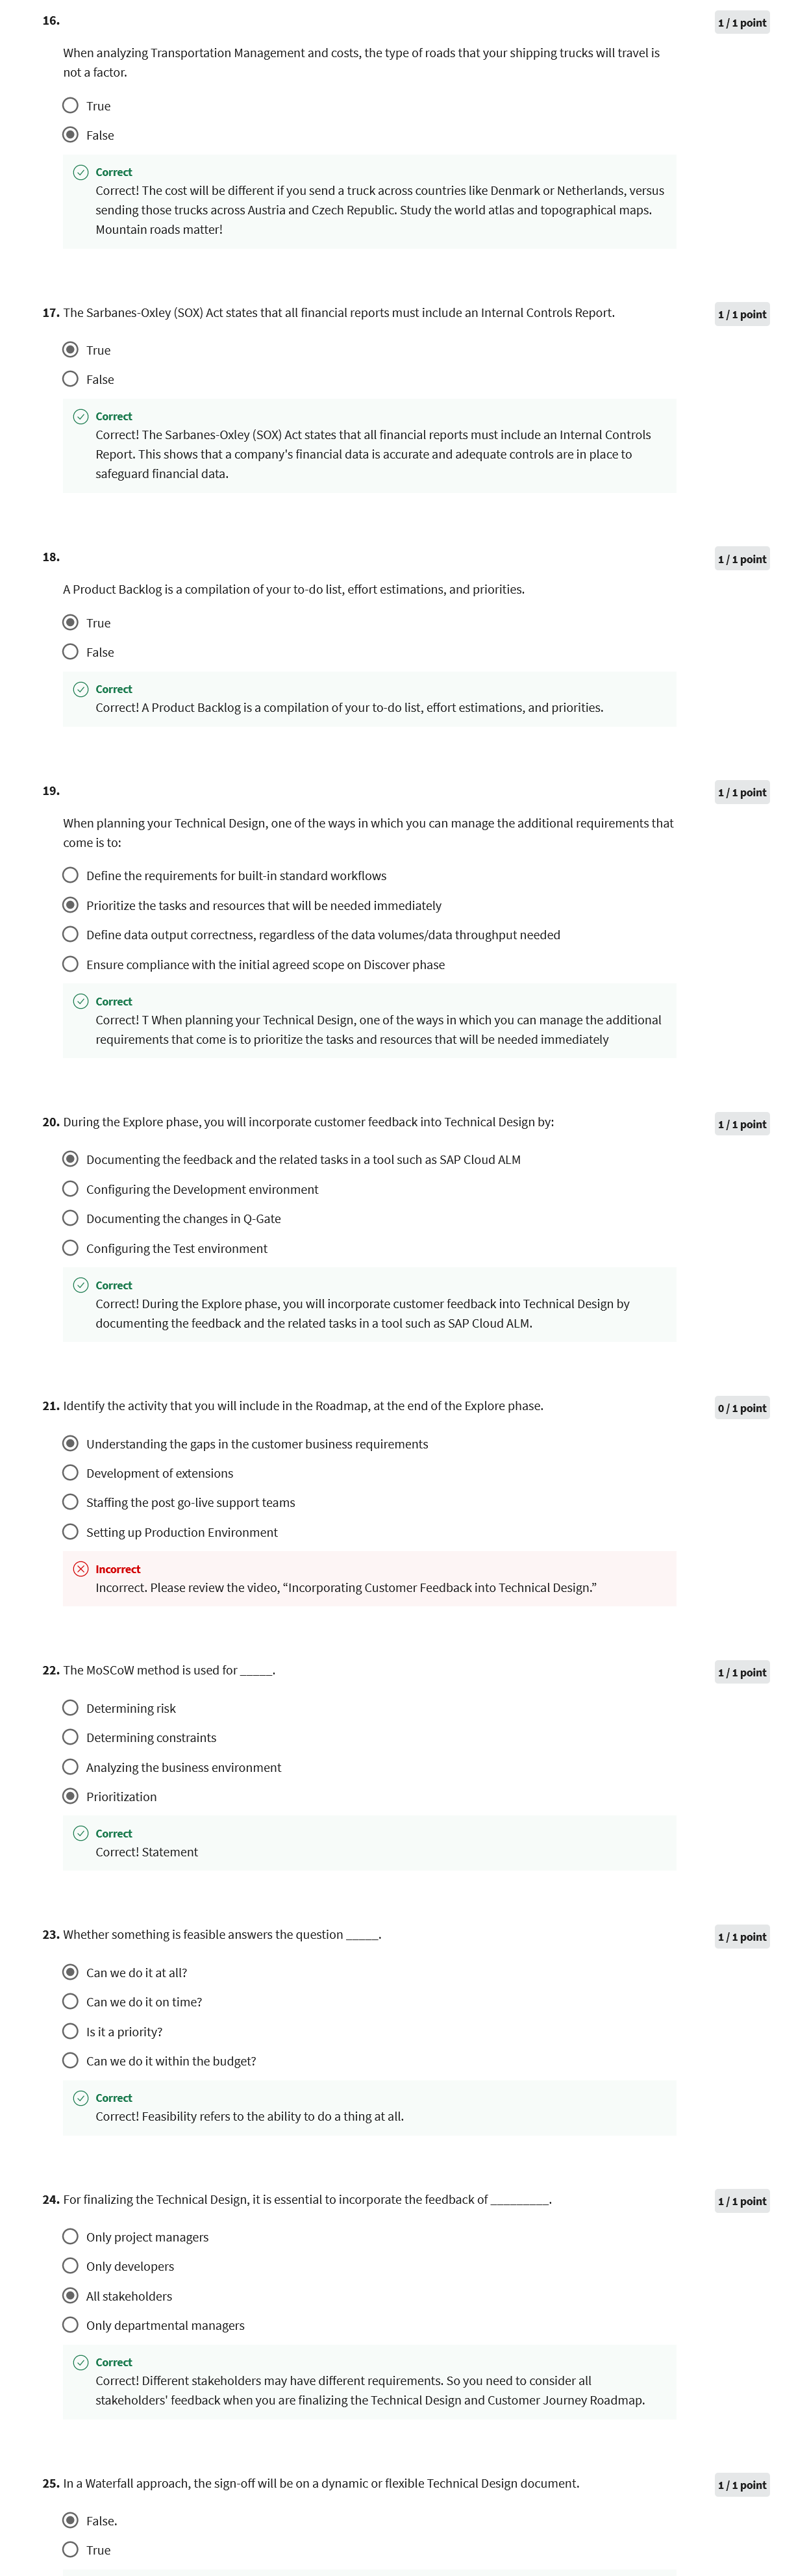 16.
1 / 1 point
When analyzing Transportation Management and costs, the type of roads that your shipping trucks will travel is
not a factor.
True
False
Correct
Correct! The cost will be different if you send a truck across countries like Denmark or Netherlands, versus
sending those trucks across Austria and Czech Republic. Study the world atlas and topographical maps.
Mountain roads matter!
17. The Sarbanes-Oxley (SOX) Act states that all financial reports must include an Internal Controls Report.
1 / 1 point
True
False
Correct
Correct! The Sarbanes-Oxley (SOX) Act states that all financial reports must include an Internal Controls
Report. This shows that a company's financial data is accurate and adequate controls are in place to
safeguard financial data.
18.
1 / 1 point
A Product Backlog is a compilation of your to-do list, effort estimations, and priorities.
True
False
Correct
Correct! A Product Backlog is a compilation of your to-do list, effort estimations, and priorities.
19.
1 / 1 point
When planning your Technical Design, one of the ways in which you can manage the additional requirements that
come is to:
Define the requirements for built-in standard workflows
Prioritize the tasks and resources that will be needed immediately
Define data output correctness, regardless of the data volumes/data throughput needed
Ensure compliance with the initial agreed scope on Discover phase
Correct
Correct! T When planning your Technical Design, one of the ways in which you can manage the additional
requirements that come is to prioritize the tasks and resources that will be needed immediately
20. During the Explore phase, you will incorporate customer feedback into Technical Design by:
1 / 1 point
Documenting the feedback and the related tasks in a tool such as SAP Cloud ALM
Configuring the Development environment
Documenting the changes in Q-Gate
Configuring the Test environment
Correct
Correct! During the Explore phase, you will incorporate customer feedback into Technical Design by
documenting the feedback and the related tasks in a tool such as SAP Cloud ALM.
21. Identify the activity that you will include in the Roadmap, at the end of the Explore phase.
0 / 1 point
Understanding the gaps in the customer business requirements
Development of extensions
Staffing the post go-live support teams
Setting up Production Environment
Incorrect
Incorrect. Please review the video, “Incorporating Customer Feedback into Technical Design.”
22. The MoSCoW method is used for _____.
1 / 1 point
Determining risk
Determining constraints
Analyzing the business environment
Prioritization
Correct
Correct! Statement
23. Whether something is feasible answers the question _____.
1 / 1 point
Can we do it at all?
Can we do it on time?
Is it a priority?
Can we do it within the budget?
Correct
Correct! Feasibility refers to the ability to do a thing at all.
24. For finalizing the Technical Design, it is essential to incorporate the feedback of _________.
1 / 1 point
Only project managers
Only developers
All stakeholders
Only departmental managers
Correct
Correct! Different stakeholders may have different requirements. So you need to consider all
stakeholders' feedback when you are finalizing the Technical Design and Customer Journey Roadmap.
25. In a Waterfall approach, the sign-off will be on a dynamic or flexible Technical Design document.
1 / 1 point
False.
True